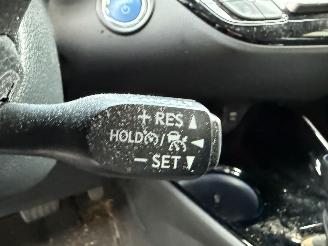 + RES
HOLD /
- SET